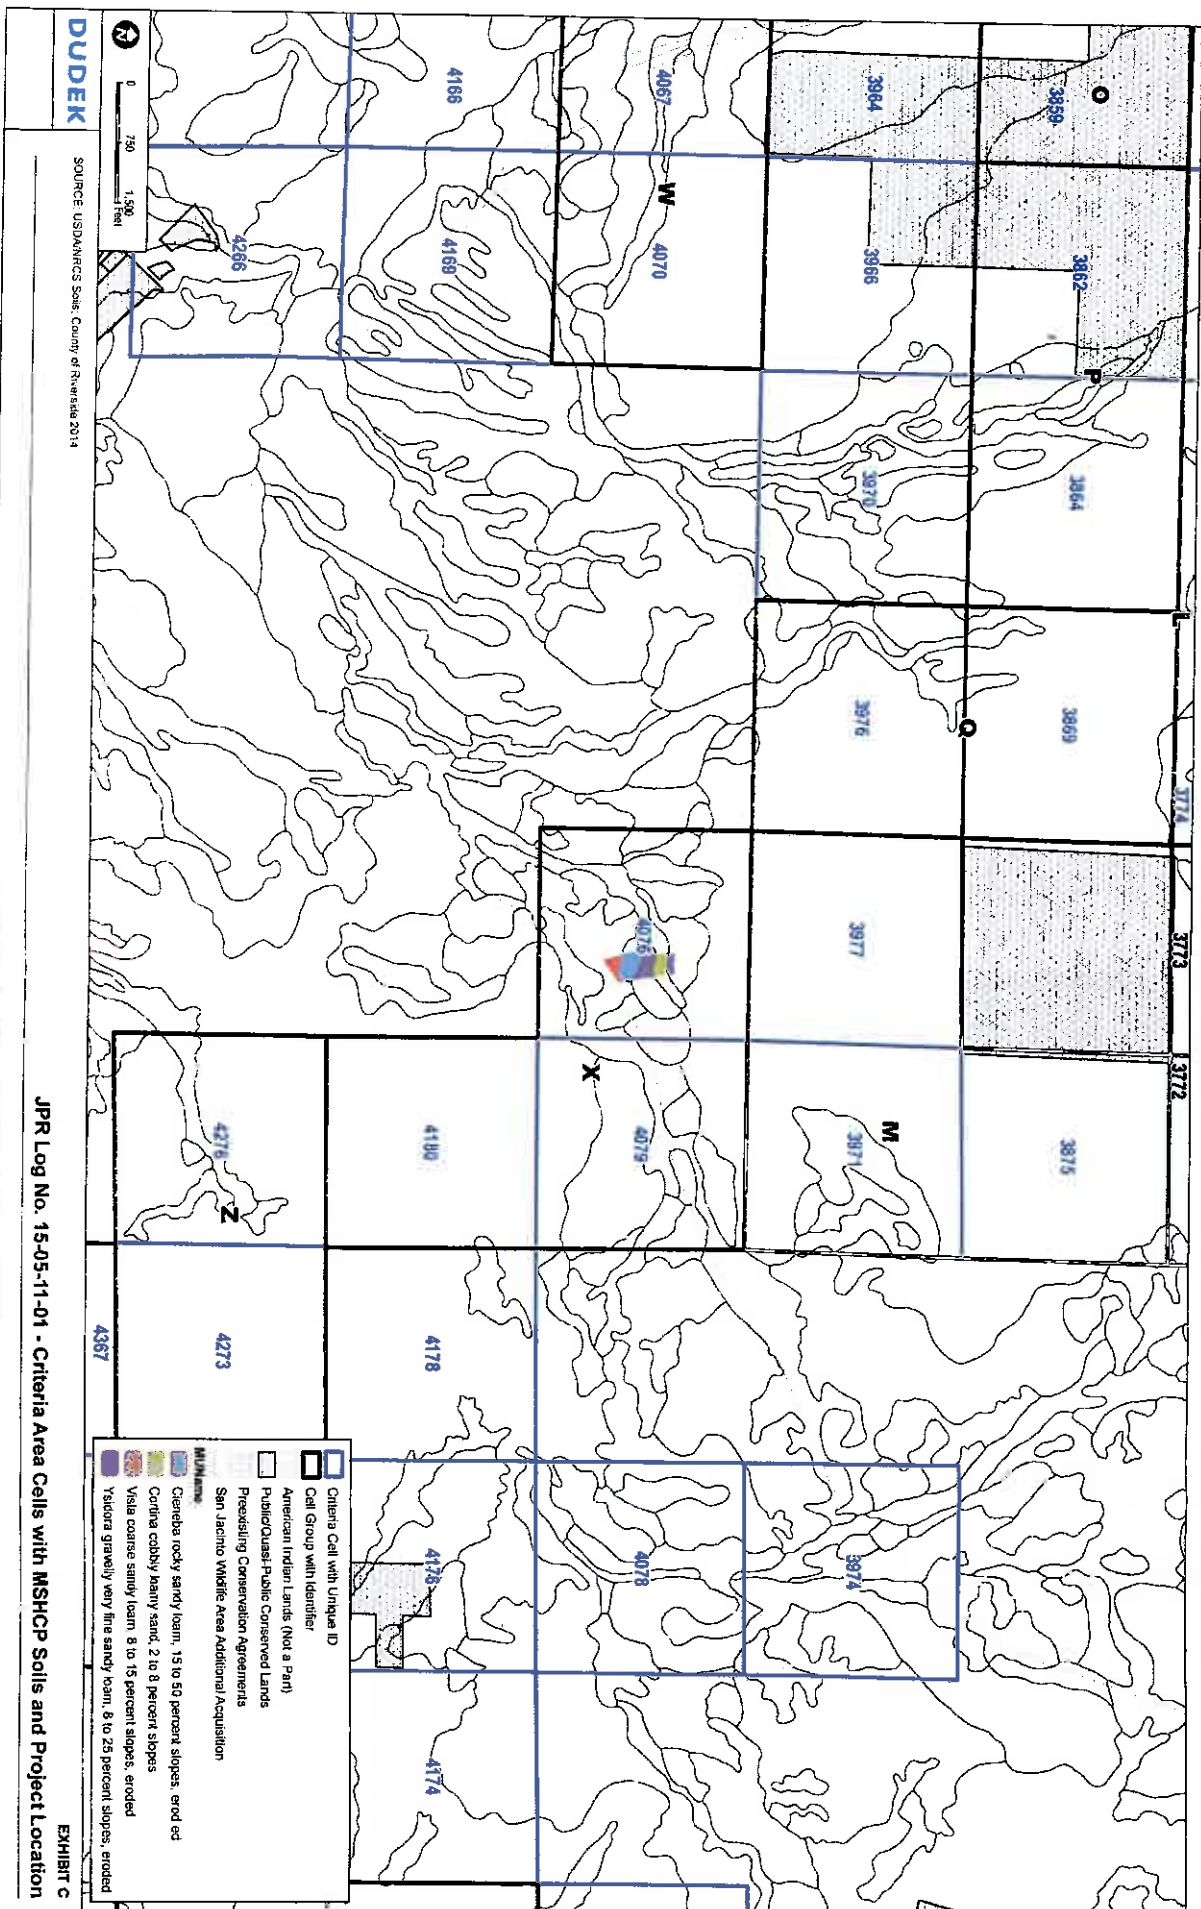 O
3859
3862
P
3864
L
3869
3774
3773
3772
3875
3964
3966
3970
3976
Q
3977
M
3971
3974
4067
W
4070
4076
X
4079
4078
4166
4169
4180
4178
4176
4174
4266
4276
Z
4273
4367
N
0 750 1,500
Feet
Criteria Cell with Unique ID
Cell Group with Identifier
American Indian Lands (Not a Part)
Public/Quasi-Public Conserved Lands
Preexisting Conservation Agreements
San Jacinto Wildlife Area Additional Acquisition
MUName
Cieneba rocky sandy loam, 15 to 50 percent slopes, eroded
Cortina cobbly loamy sand, 2 to 8 percent slopes
Vista coarse sandy loam, 8 to 15 percent slopes, eroded
Ysidora gravelly very fine sandy loam, 8 to 25 percent slopes, eroded
DUDEK
SOURCE: USDA/NRCS Soils; County of Riverside 2014
EXHIBIT C
JPR Log No. 15-05-11-01 - Criteria Area Cells with MSHCP Soils and Project Location